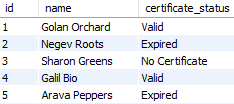 id name certificate_status
1 Golan Orchard Valid
2 Negev Roots Expired
3 Sharon Greens No Certificate
4 Galil Bio Valid
5 Arava Peppers Expired